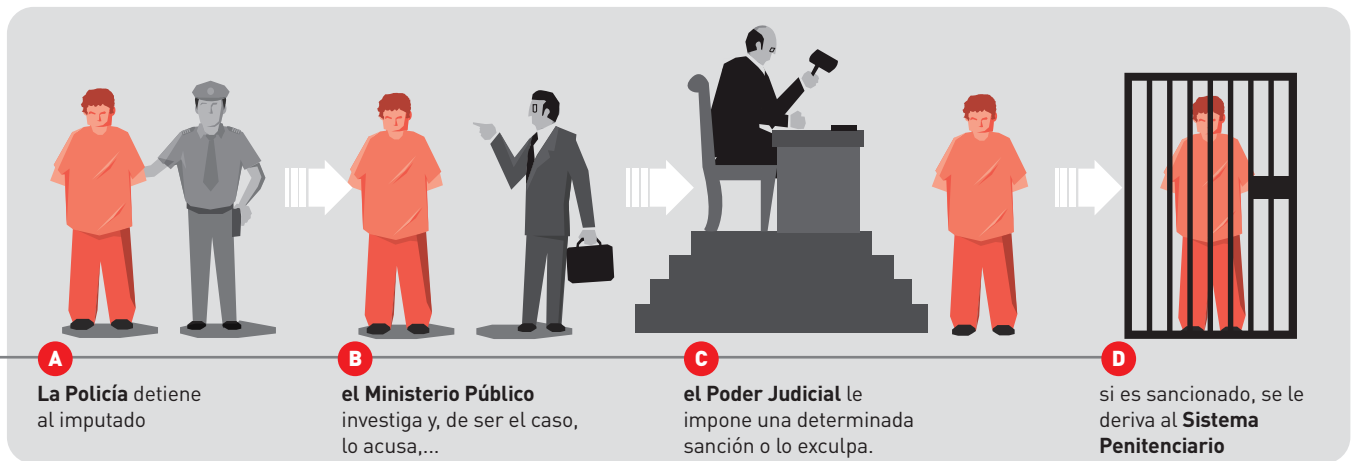 A
La Policía detiene
al imputado
B
el Ministerio Público
investiga y, de ser el caso,
lo acusa,...
C
el Poder Judicial le
impone una determinada
sanción o lo exculpa.
D
si es sancionado, se le
deriva al Sistema
Penitenciario